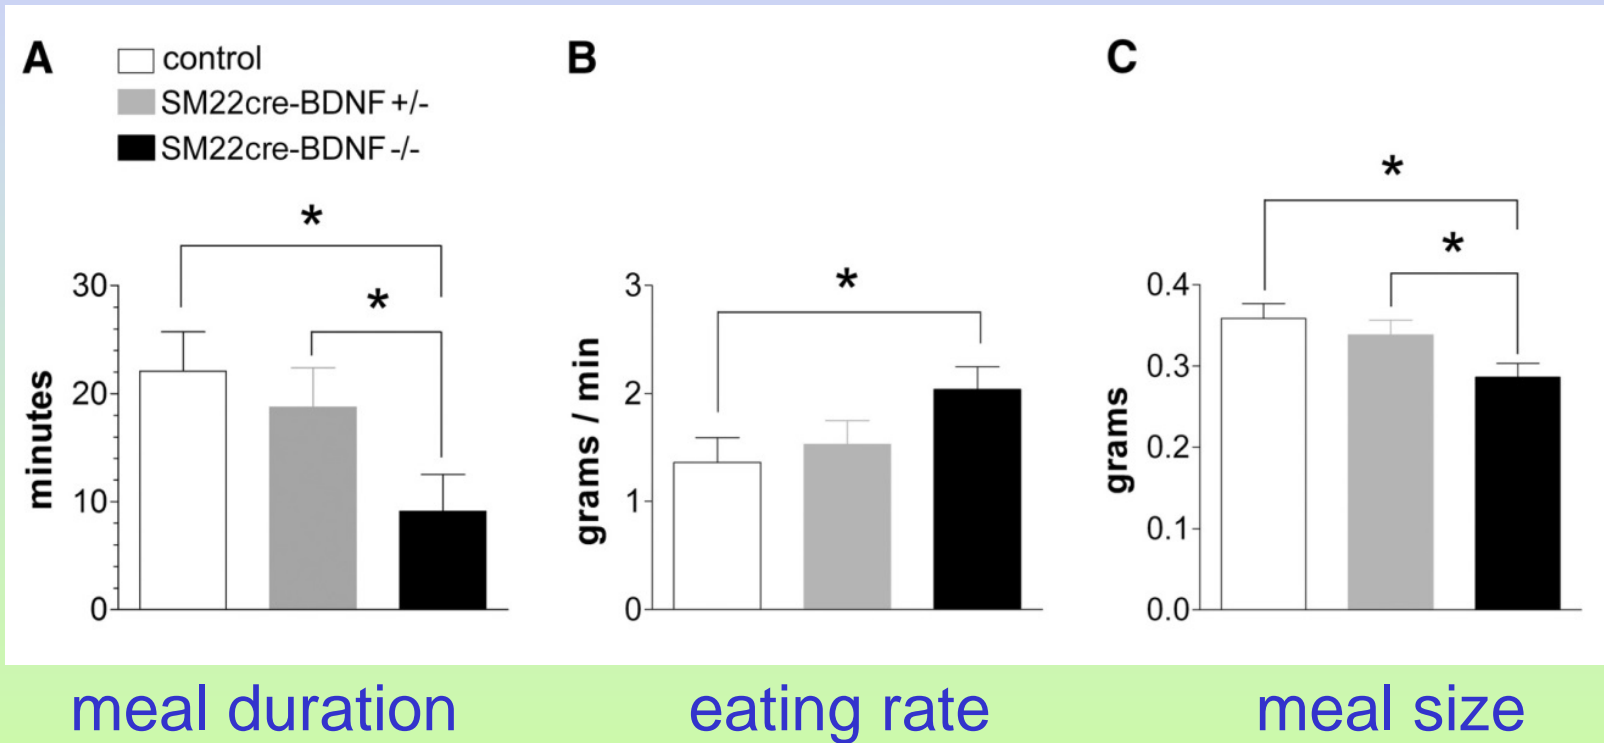 A
control
SM22cre-BDNF +/-
SM22cre-BDNF -/-
*
*
30
20
10
0
minutes
meal duration
B
*
3
2
1
0
grams / min
eating rate
C
*
*
0.4
0.3
0.2
0.1
0.0
grams
meal size